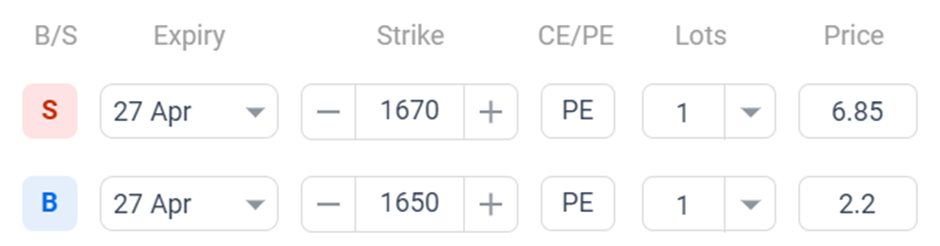 B/S Expiry Strike CE/PE Lots Price
S 27 Apr − 1670 + PE 1 6.85
B 27 Apr − 1650 + PE 1 2.2